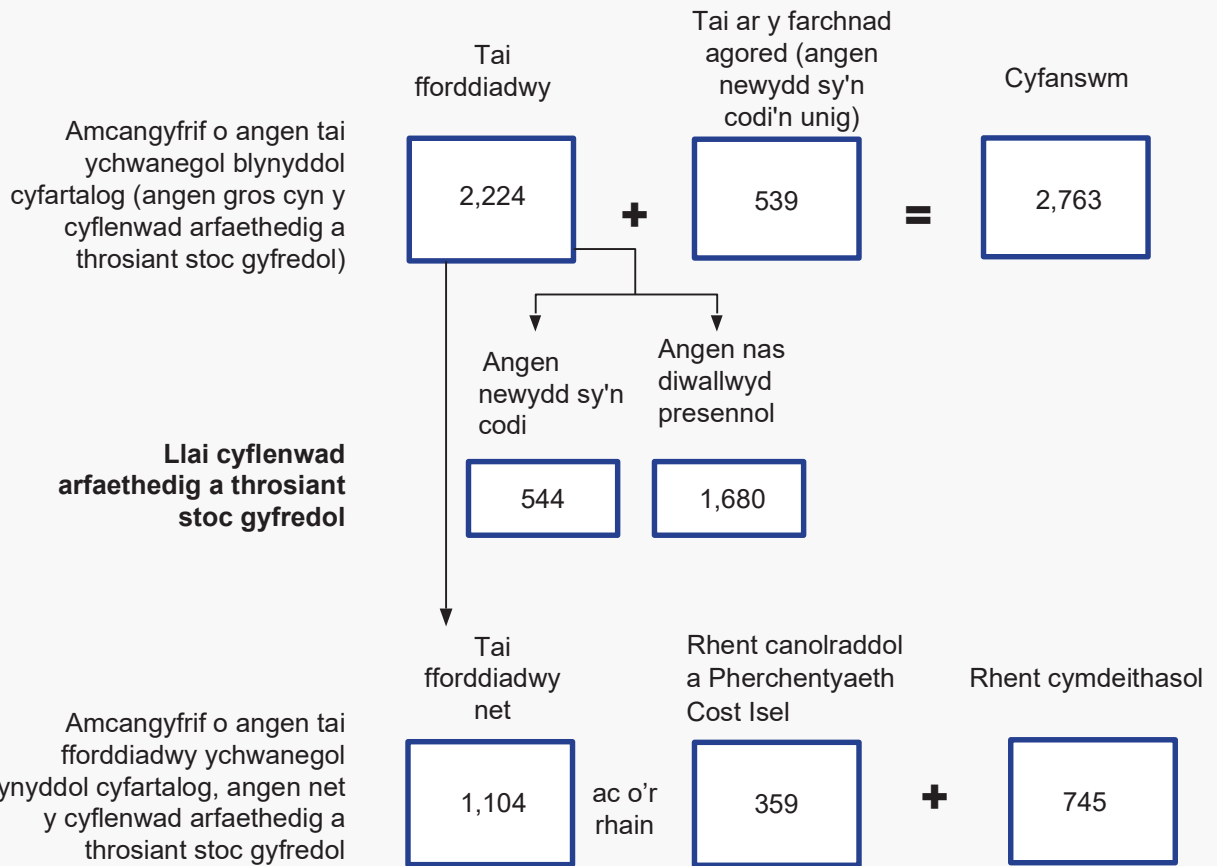 Tai
fforddiadwy
Tai ar y farchnad
agored (angen
newydd sy'n
codi'n unig)
Cyfanswm
Amcangyfrif o angen tai
ychwanegol blynyddol
cyfartalog (angen gros cyn y
cyflenwad arfaethedig a
throsiant stoc gyfredol)
2,224
+
539
=
2,763
Angen
newydd sy'n
codi
Angen nas
diwallwyd
presennol
Llai cyflenwad
arfaethedig a throsiant
stoc gyfredol
544
1,680
Tai
fforddiadwy
net
Rhent canolraddol
a Pherchentyaeth
Cost Isel
Rhent cymdeithasol
Amcangyfrif o angen tai
fforddiadwy ychwanegol
cyfartalog, angen net
y cyflenwad arfaethedig a
throsiant stoc gyfredol
1,104
ac o’r
rhain
359
+
745